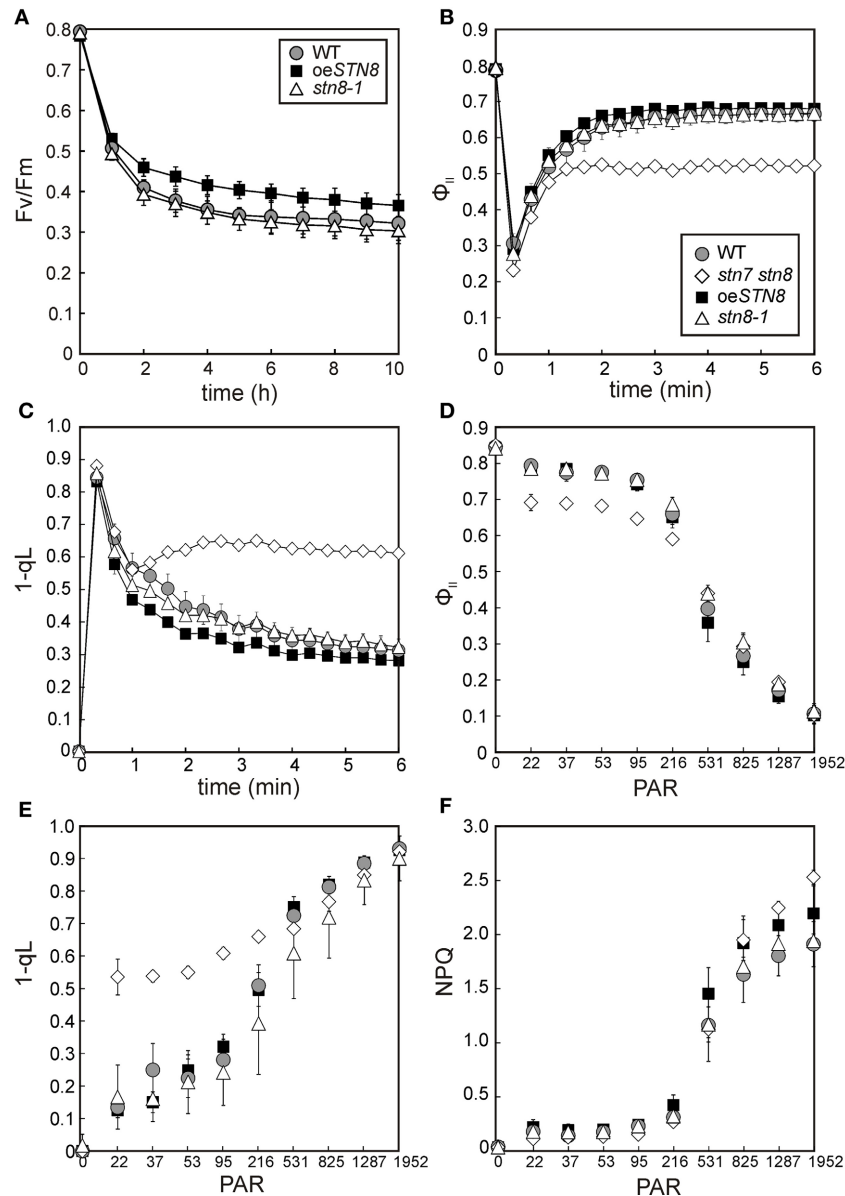 A
0.8
0.7
0.6
0.5
0.4
0.3
0.2
0.1
0
Fv/Fm
WT
oeSTN8
stn8-1
0 2 4 6 8 10
time (h)
B
0.9
0.8
0.7
0.6
0.5
0.4
0.3
0.2
0.1
0
ΦII
WT
stn7 stn8
oeSTN8
stn8-1
0 1 2 3 4 5 6
time (min)
C
1.0
0.9
0.8
0.7
0.6
0.5
0.4
0.3
0.2
0.1
0
1-qL
0 1 2 3 4 5 6
time (min)
D
0.9
0.8
0.7
0.6
0.5
0.4
0.3
0.2
0.1
0
ΦII
0 22 37 53 95 216 531 825 1287 1952
PAR
E
1.0
0.9
0.8
0.7
0.6
0.5
0.4
0.3
0.2
0.1
0
1-qL
0 22 37 53 95 216 531 825 1287 1952
PAR
F
3.0
2.5
2.0
1.5
1.0
0.5
0
NPQ
0 22 37 53 95 216 531 825 1287 1952
PAR